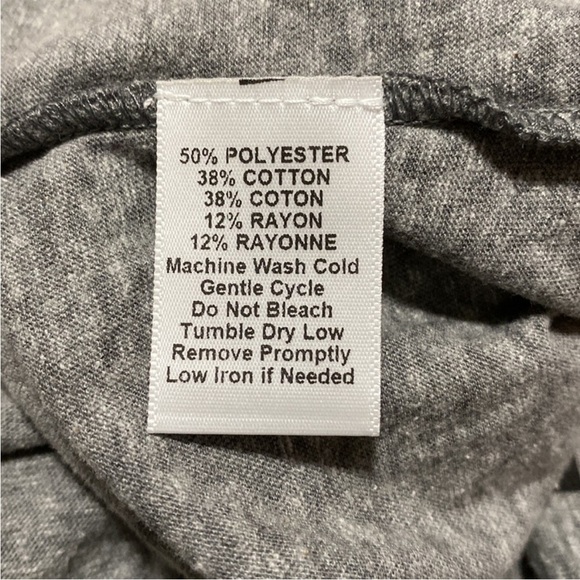 50% POLYESTER
38% COTTON
38% COTON
12% RAYON
12% RAYONNE
Machine Wash Cold
Gentle Cycle
Do Not Bleach
Tumble Dry Low
Remove Promptly
Low Iron if Needed